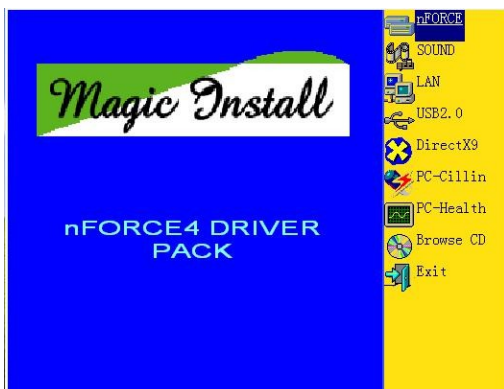 Magic Install
nFORCE4 DRIVER
PACK
nFORCE
SOUND
LAN
USB2.0
DirectX9
PC-Cillin
PC-Health
Browse CD
Exit